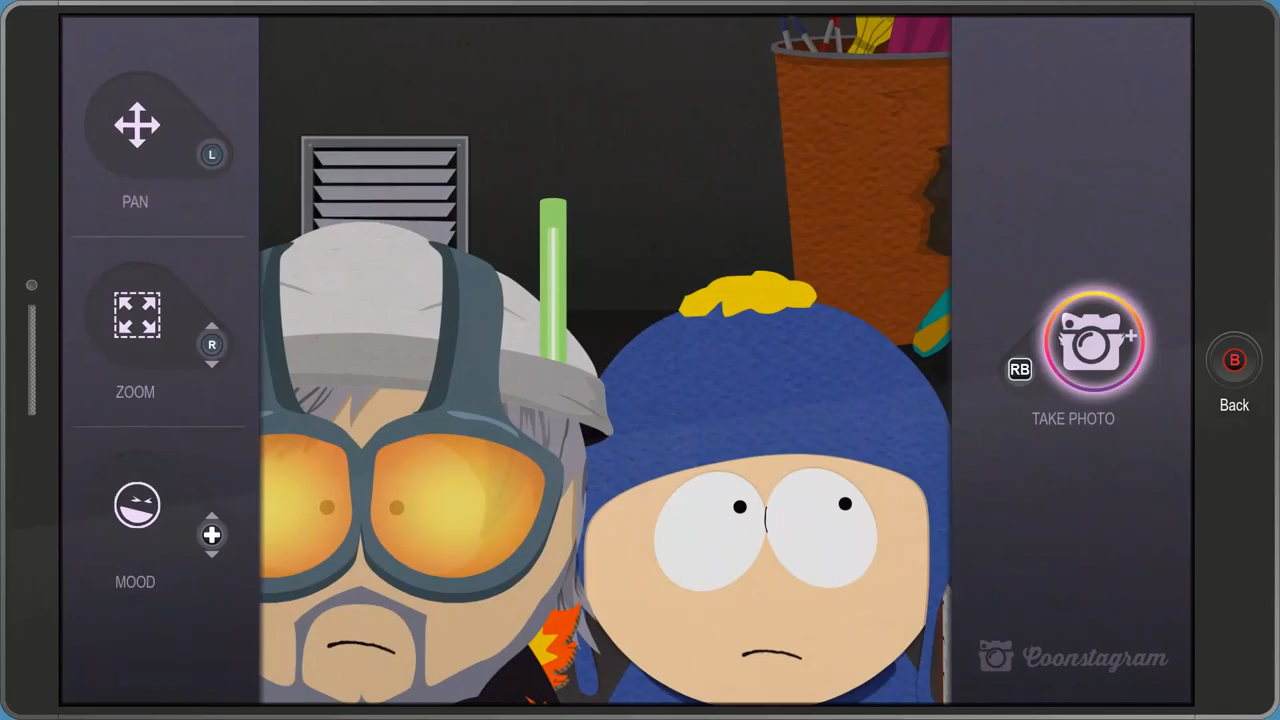 L
PAN
R
ZOOM
MOOD
RB
TAKE PHOTO
B
Back
Coonstagram